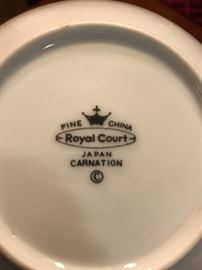 FINE CHINA
Royal Court
JAPAN
CARNATION
©